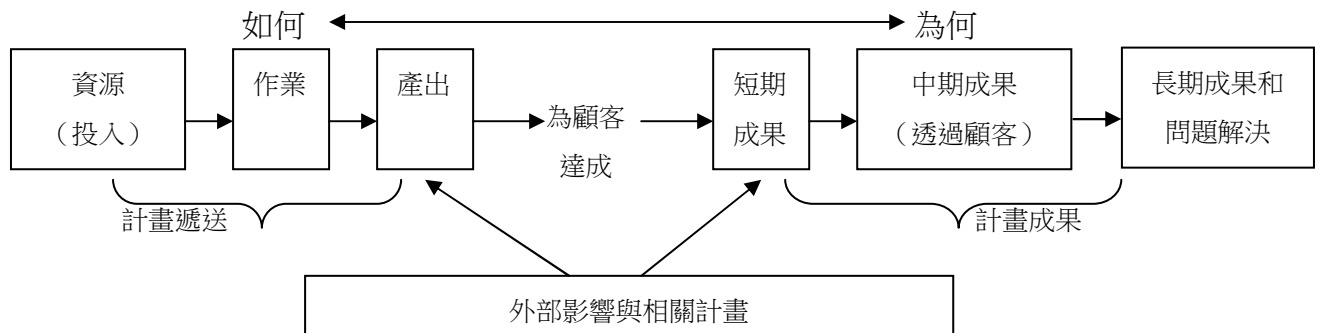 如何
為何
資源
（投入）
作業
產出
為顧客
達成
短期
成果
中期成果
（透過顧客）
長期成果和
問題解決
計畫遞送
計畫成果
外部影響與相關計畫